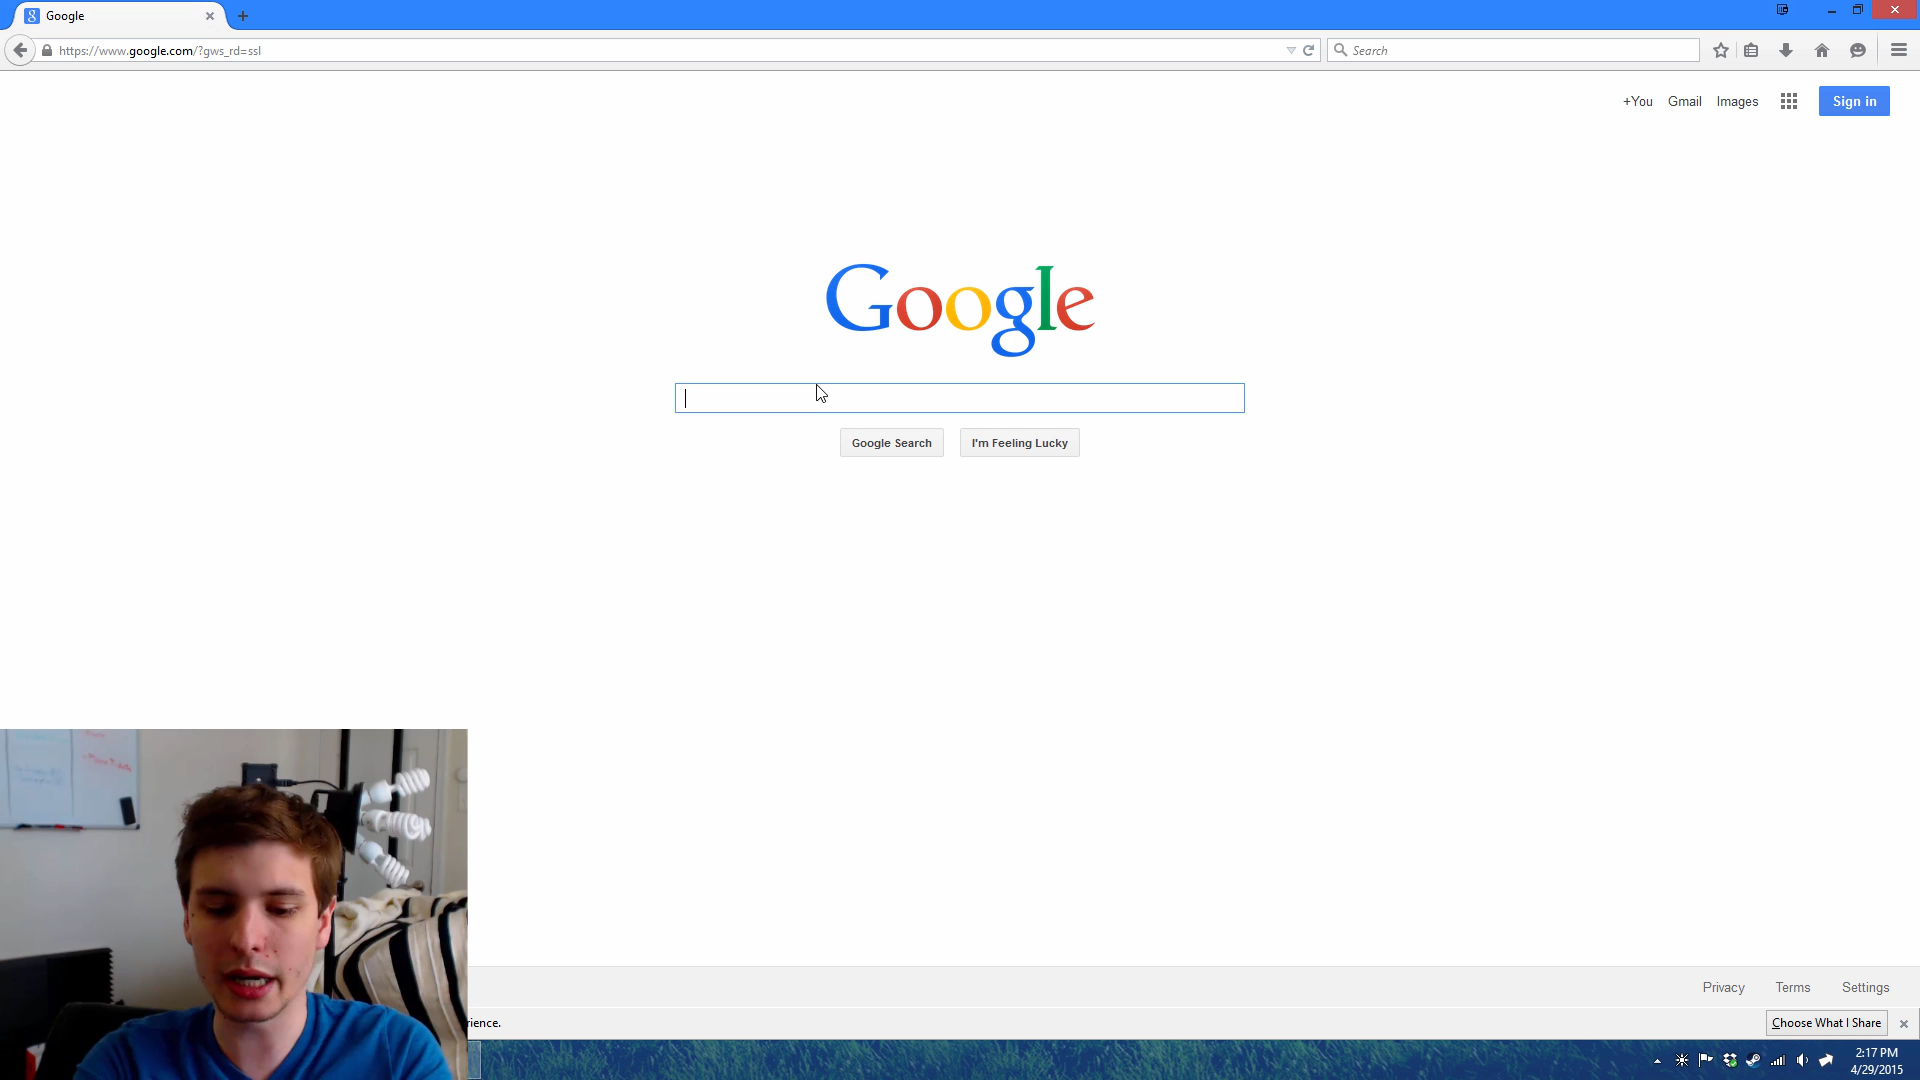 Google
https://www.google.com/?gws_rd=ssl
Search
+You Gmail Images Sign in
Google
Google Search I'm Feeling Lucky
Privacy Terms Settings
rience. Choose What I Share
2:17 PM
4/29/2015